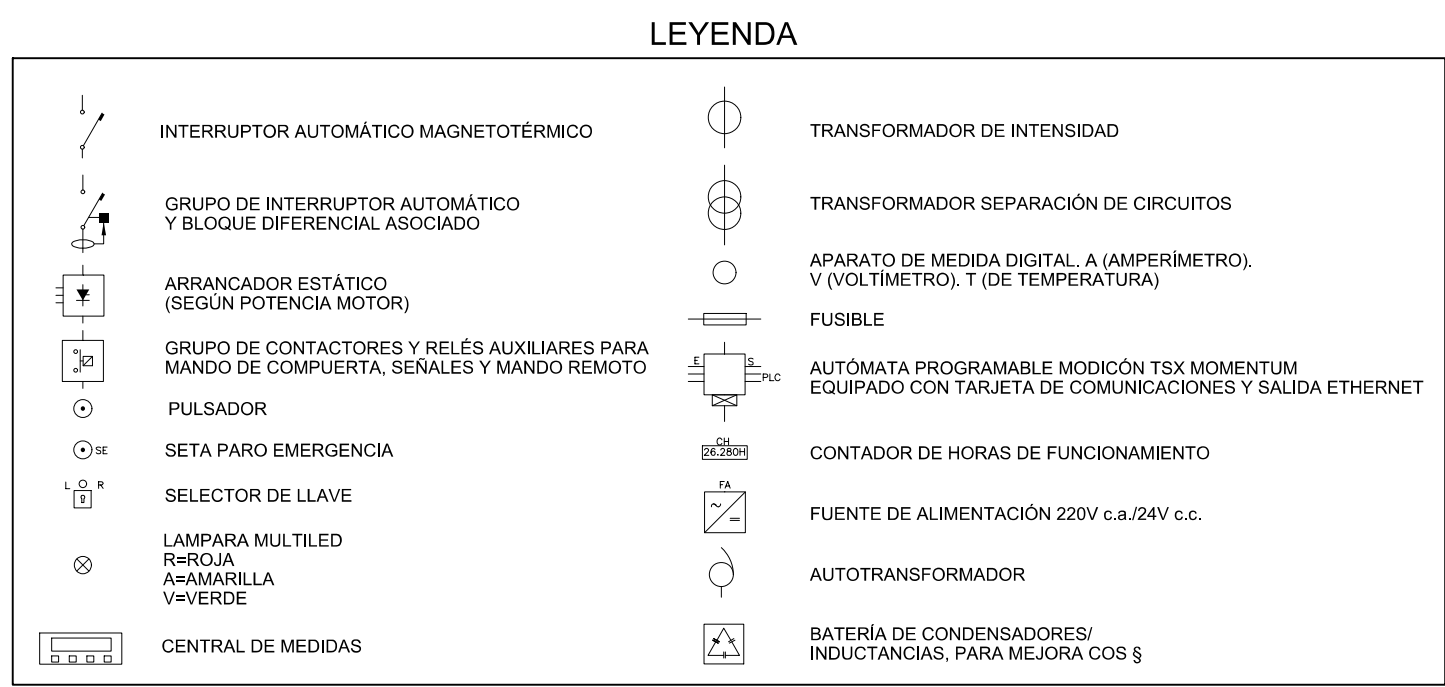 LEYENDA
INTERRUPTOR AUTOMÁTICO MAGNETOTÉRMICO
GRUPO DE INTERRUPTOR AUTOMÁTICO
Y BLOQUE DIFERENCIAL ASOCIADO
ARRANCADOR ESTÁTICO
(SEGÚN POTENCIA MOTOR)
GRUPO DE CONTACTORES Y RELÉS AUXILIARES PARA
MANDO DE COMPUERTA, SEÑALES Y MANDO REMOTO
PULSADOR
SE
SETA PARO EMERGENCIA
L R
SELECTOR DE LLAVE
LAMPARA MULTILED
R=ROJA
A=AMARILLA
V=VERDE
CENTRAL DE MEDIDAS
TRANSFORMADOR DE INTENSIDAD
TRANSFORMADOR SEPARACIÓN DE CIRCUITOS
APARATO DE MEDIDA DIGITAL. A (AMPERÍMETRO).
V (VOLTÍMETRO). T (DE TEMPERATURA)
FUSIBLE
E S
PLC
AUTÓMATA PROGRAMABLE MODICÓN TSX MOMENTUM
EQUIPADO CON TARJETA DE COMUNICACIONES Y SALIDA ETHERNET
CH
26.280H
CONTADOR DE HORAS DE FUNCIONAMIENTO
FA
FUENTE DE ALIMENTACIÓN 220V c.a./24V c.c.
AUTOTRANSFORMADOR
BATERÍA DE CONDENSADORES/
INDUCTANCIAS, PARA MEJORA COS §